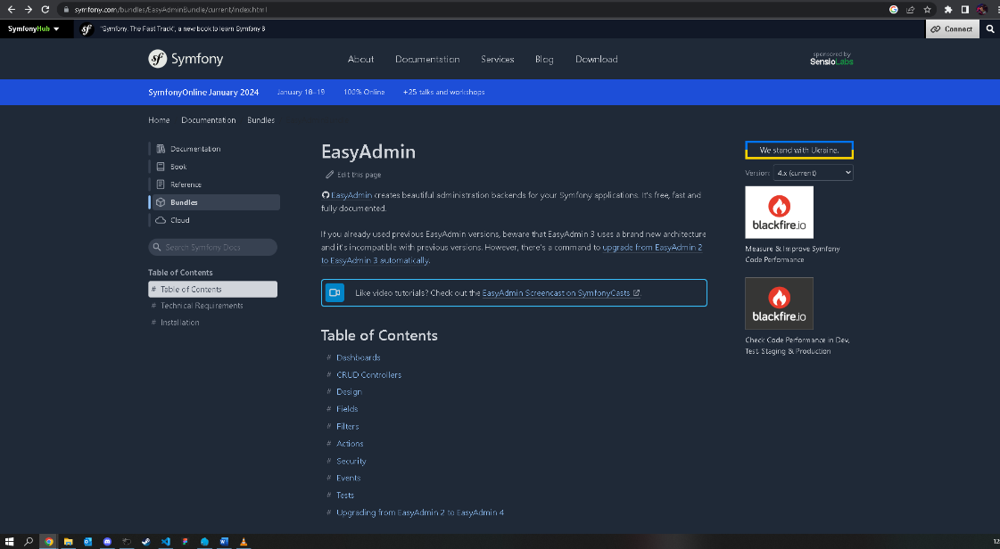 symfony.com/bundles/EasyAdminBundle/current/index.html
SymfonyHub
sf
"Symfony: The Fast Track", a new book to learn Symfony 6
Connect
sf Symfony
About
Documentation
Services
Blog
Download
sponsored by
SensioLabs
SymfonyOnline January 2024
January 18–19
100% Online
+25 talks and workshops
Home
Documentation
Bundles
Documentation
Book
Reference
Bundles
Cloud
Search Symfony Docs
Table of Contents
# Table of Contents
# Technical Requirements
# Installation
EasyAdmin
Edit this page
EasyAdmin creates beautiful administration backends for your Symfony applications. It's free, fast and
fully documented.
If you already used previous EasyAdmin versions, beware that EasyAdmin 3 uses a brand new architecture
and it's incompatible with previous versions. However, there's a command to upgrade from EasyAdmin 2
to EasyAdmin 3 automatically.
Like video tutorials? Check out the EasyAdmin Screencast on SymfonyCasts.
Table of Contents
# Dashboards
# CRUD Controllers
# Design
# Fields
# Filters
# Actions
# Security
# Events
# Tests
# Upgrading from EasyAdmin 2 to EasyAdmin 4
We stand with Ukraine.
Version: 4.x (current)
blackfire.io
Measure & Improve Symfony
Code Performance
blackfire.io
Check Code Performance in Dev,
Test, Staging & Production
12